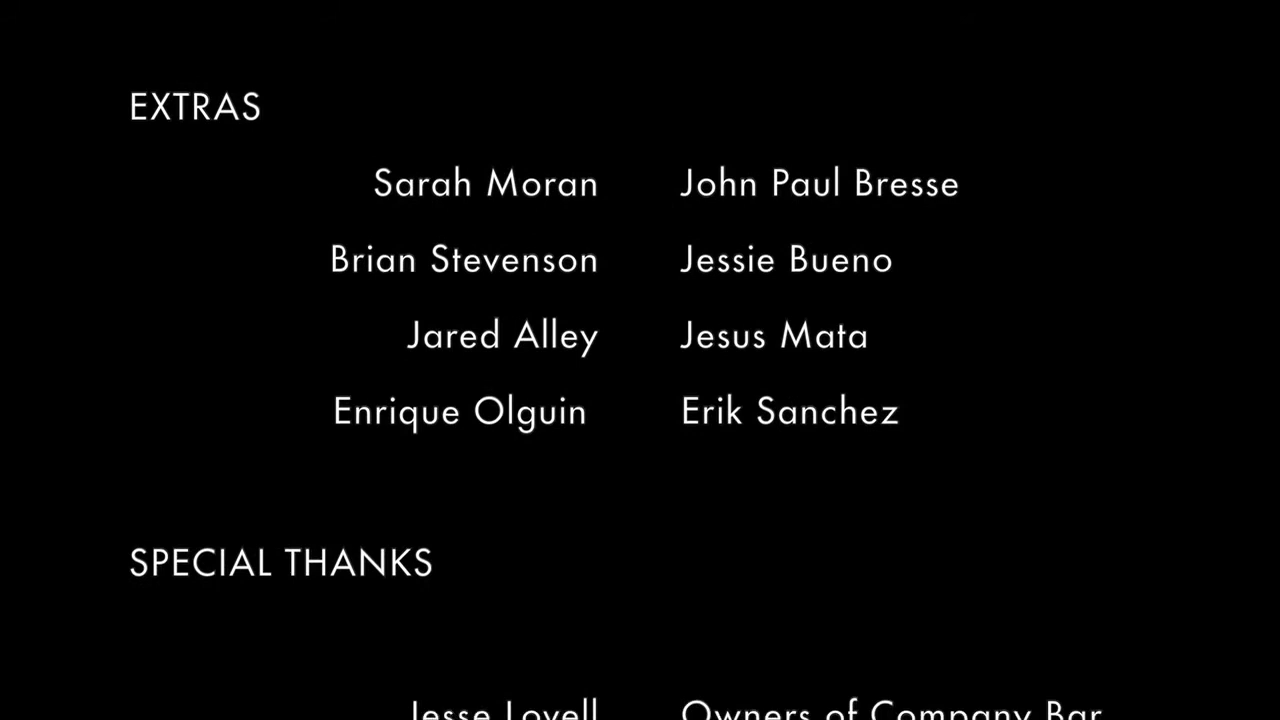 EXTRAS
Sarah Moran John Paul Bresse
Brian Stevenson Jessie Bueno
Jared Alley Jesus Mata
Enrique Olguin Erik Sanchez
SPECIAL THANKS
Jesse Lovell Owners of Company Bar